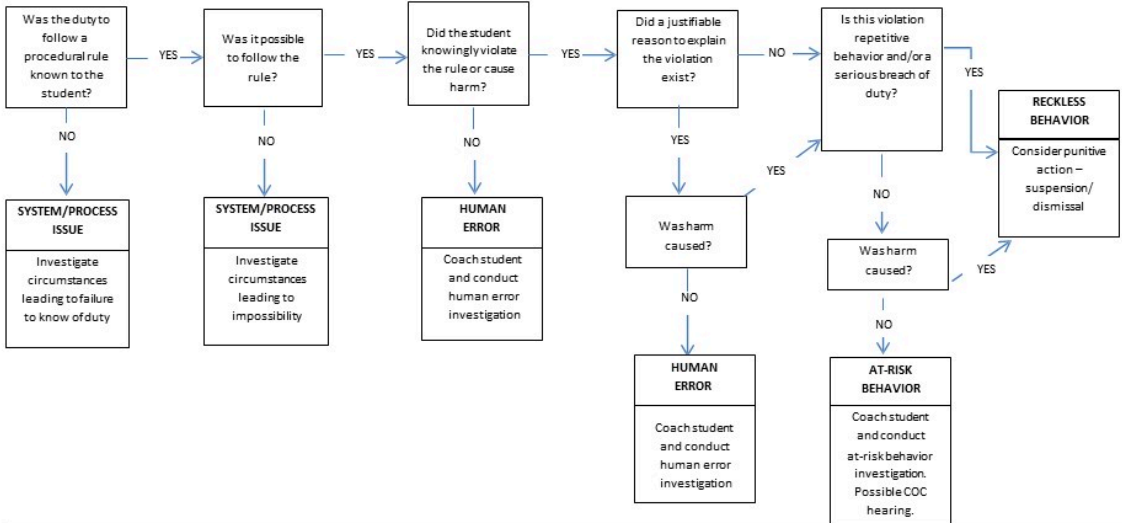 Was the duty to
follow a
procedural rule
known to the
student?
YES
NO
SYSTEM/PROCESS
ISSUE
Investigate
circumstances
leading to failure
to know of duty
Was it possible
to follow the
rule?
YES
NO
SYSTEM/PROCESS
ISSUE
Investigate
circumstances
leading to
impossibility
Did the student
knowingly violate
the rule or cause
harm?
YES
NO
HUMAN
ERROR
Coach student
and conduct
human error
investigation
Did a justifiable
reason to explain
the violation
exist?
NO
YES
Was harm
caused?
YES
NO
HUMAN
ERROR
Coach student
and conduct
human error
investigation
Is this violation
repetitive
behavior and/or a
serious breach of
duty?
YES
NO
Was harm
caused?
YES
NO
AT-RISK
BEHAVIOR
Coach student
and conduct
at-risk behavior
investigation.
Possible COC
hearing.
RECKLESS
BEHAVIOR
Consider punitive
action –
suspension/
dismissal